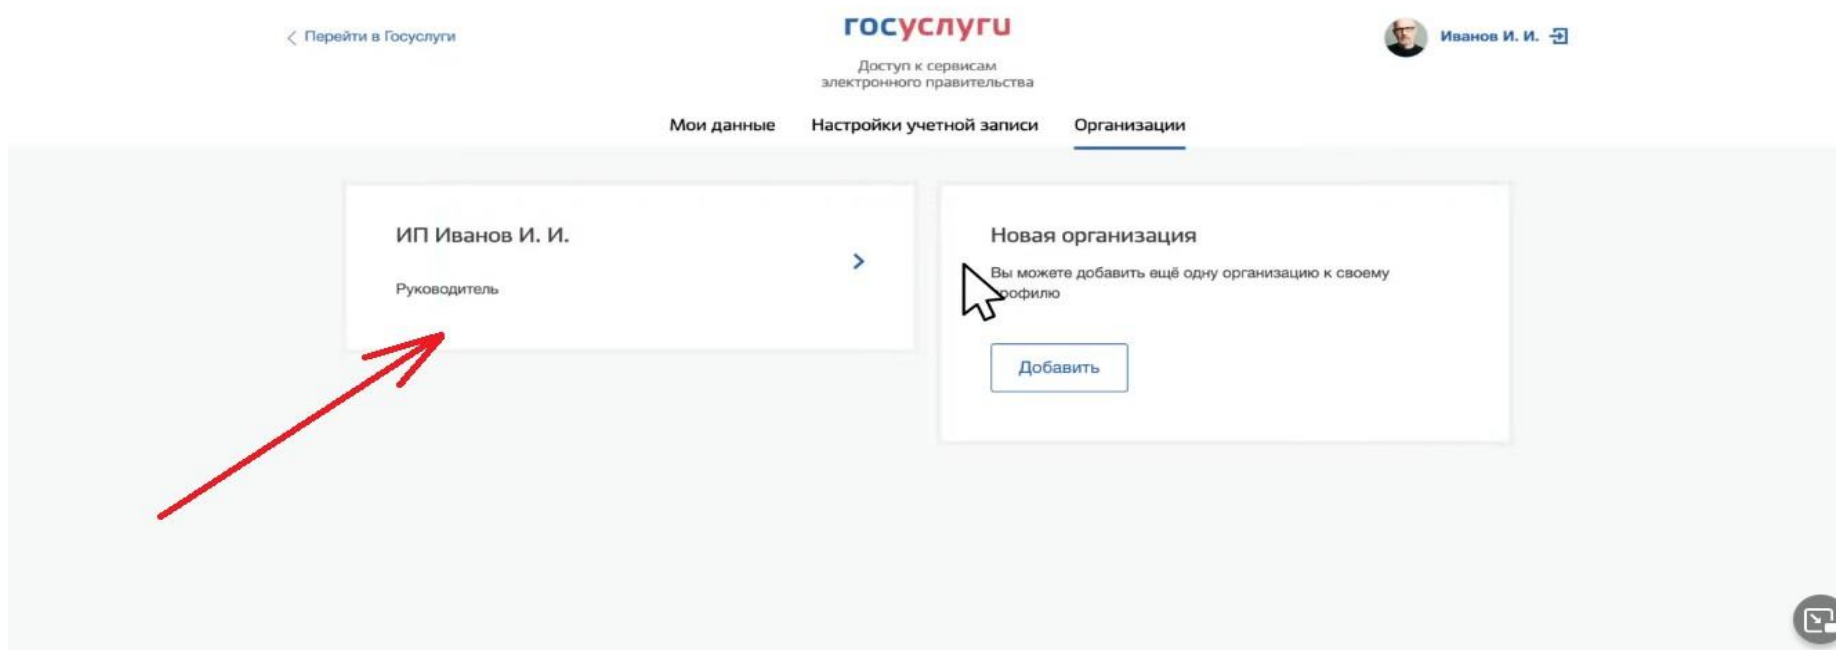 Перейти в Госуслуги
госуслуги
Иванов И. И.
Доступ к сервисам
электронного правительства
Мои данные
Настройки учетной записи
Организации
ИП Иванов И. И.
Руководитель
Новая организация
Вы можете добавить ещё одну организацию к своему
рофилю
Добавить